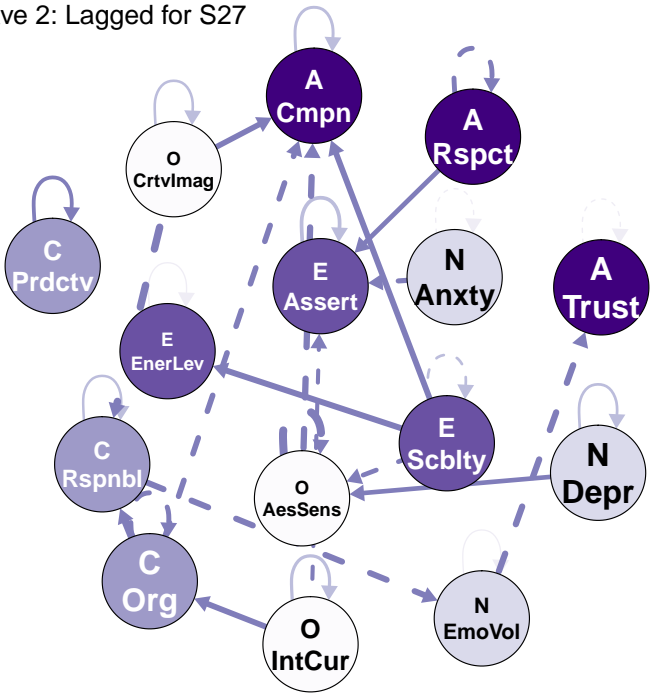 ve 2: Lagged for S27
A
Cmpn
A
Rspct
O
CrtvImag
C
Prdctv
E
Assert
N
Anxty
A
Trust
E
EnerLev
C
Rspnbl
E
Scblty
N
Depr
O
AesSens
C
Org
O
IntCur
N
EmoVol